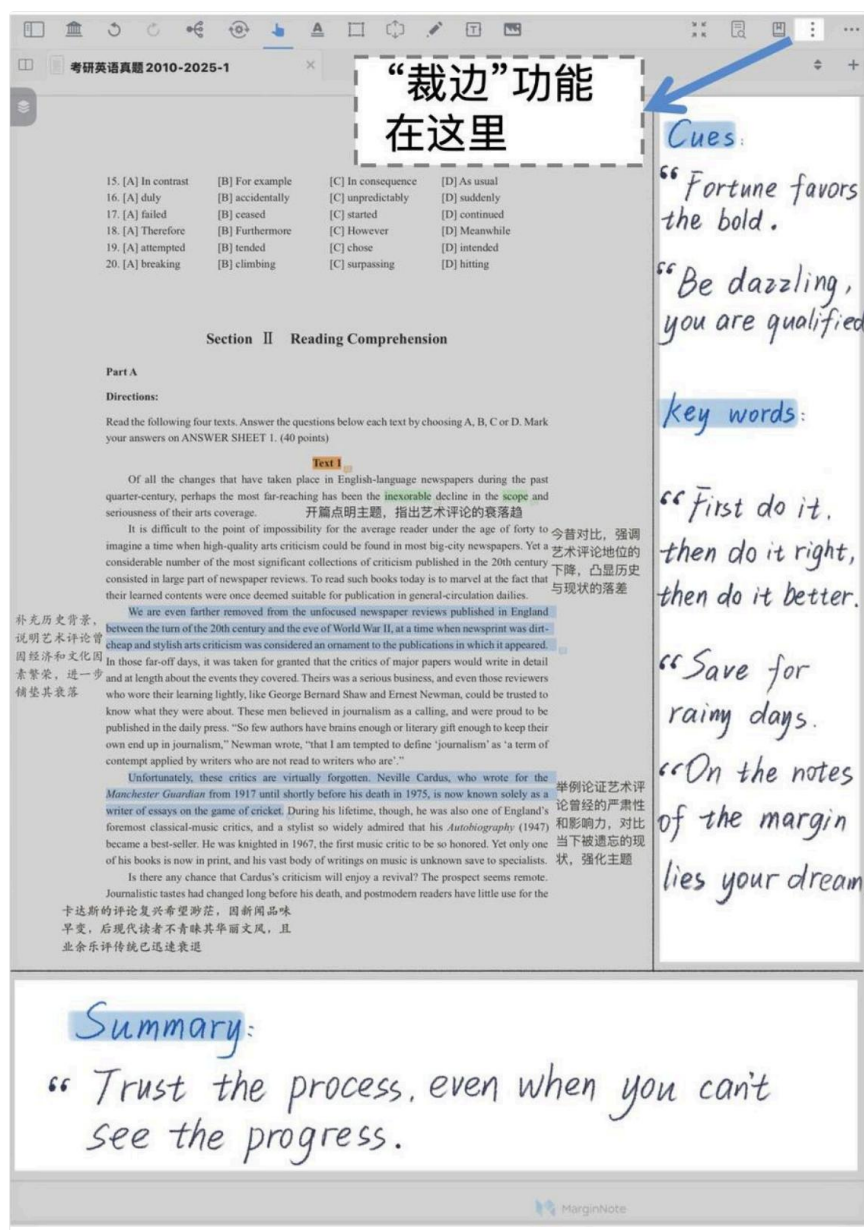 考研英语真题2010-2025-1
“裁边”功能
在这里
15. [A] In contrast [B] For example [C] In consequence [D] As usual
16. [A] duly [B] accidentally [C] unpredictably [D] suddenly
17. [A] failed [B] ceased [C] started [D] continued
18. [A] Therefore [B] Furthermore [C] However [D] Meanwhile
19. [A] attempted [B] tended [C] chose [D] intended
20. [A] breaking [B] climbing [C] surpassing [D] hitting
Section Ⅱ Reading Comprehension
Part A
Directions:
Read the following four texts. Answer the questions below each text by choosing A, B, C or D. Mark
your answers on ANSWER SHEET 1. (40 points)
Text 1
Of all the changes that have taken place in English-language newspapers during the past
quarter-century, perhaps the most far-reaching has been the inexorable decline in the scope and
seriousness of their arts coverage.
开篇点明主题，指出艺术评论的衰落趋
It is difficult to the point of impossibility for the average reader under the age of forty to
imagine a time when high-quality arts criticism could be found in most big-city newspapers. Yet a
considerable number of the most significant collections of criticism published in the 20th century
consisted in large part of newspaper reviews. To read such books today is to marvel at the fact that
their learned contents were once deemed suitable for publication in general-circulation dailies.
今昔对比，强调
艺术评论地位的
下降，凸显历史
与现状的落差
We are even farther removed from the unfocused newspaper reviews published in England
between the turn of the 20th century and the eve of World War II, at a time when newsprint was dirt-
cheap and stylish arts criticism was considered an ornament to the publications in which it appeared.
In those far-off days, it was taken for granted that the critics of major papers would write in detail
and at length about the events they covered. Theirs was a serious business, and even those reviewers
who wore their learning lightly, like George Bernard Shaw and Ernest Newman, could be trusted to
know what they were about. These men believed in journalism as a calling, and were proud to be
published in the daily press. “So few authors have brains enough or literary gift enough to keep their
own end up in journalism,” Newman wrote, “that I am tempted to define ‘journalism’ as ‘a term of
contempt applied by writers who are not read to writers who are’.”
补充历史背景，
说明艺术评论曾
因经济和文化因
素繁荣，进一步
铺垫其衰落
Unfortunately, these critics are virtually forgotten. Neville Cardus, who wrote for the
Manchester Guardian from 1917 until shortly before his death in 1975, is now known solely as a
writer of essays on the game of cricket. During his lifetime, though, he was also one of England’s
foremost classical-music critics, and a stylist so widely admired that his Autobiography (1947)
became a best-seller. He was knighted in 1967, the first music critic to be so honored. Yet only one
of his books is now in print, and his vast body of writings on music is unknown save to specialists.
举例论证艺术评
论曾经的严肃性
和影响力，对比
当下被遗忘的现
状，强化主题
Is there any chance that Cardus’s criticism will enjoy a revival? The prospect seems remote.
Journalistic tastes had changed long before his death, and postmodern readers have little use for the
卡达斯的评论复兴希望渺茫，因新闻品味
早变，后现代读者不青睐其华丽文风，且
业余乐评传统已迅速衰退
Cues:
“Fortune favors
the bold.
“Be dazzling,
you are qualified
key words:
“First do it,
then do it right,
then do it better.
“Save for
rainy days.
“On the notes
of the margin
lies your dream
Summary:
“Trust the process, even when you can't
see the progress.
MarginNote